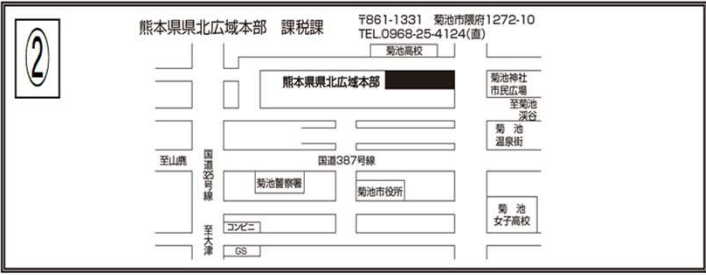 ②
熊本県県北広域本部 課税課
〒861-1331 菊池市隈府1272-10
TEL.0968-25-4124(直)
菊池高校
熊本県県北広域本部
菊池神社
市民広場
至菊池
渓谷
菊池
温泉街
至山鹿
国道325号線
国道387号線
菊池警察署
菊池市役所
菊池
女子高校
コンビニ
至大津
GS